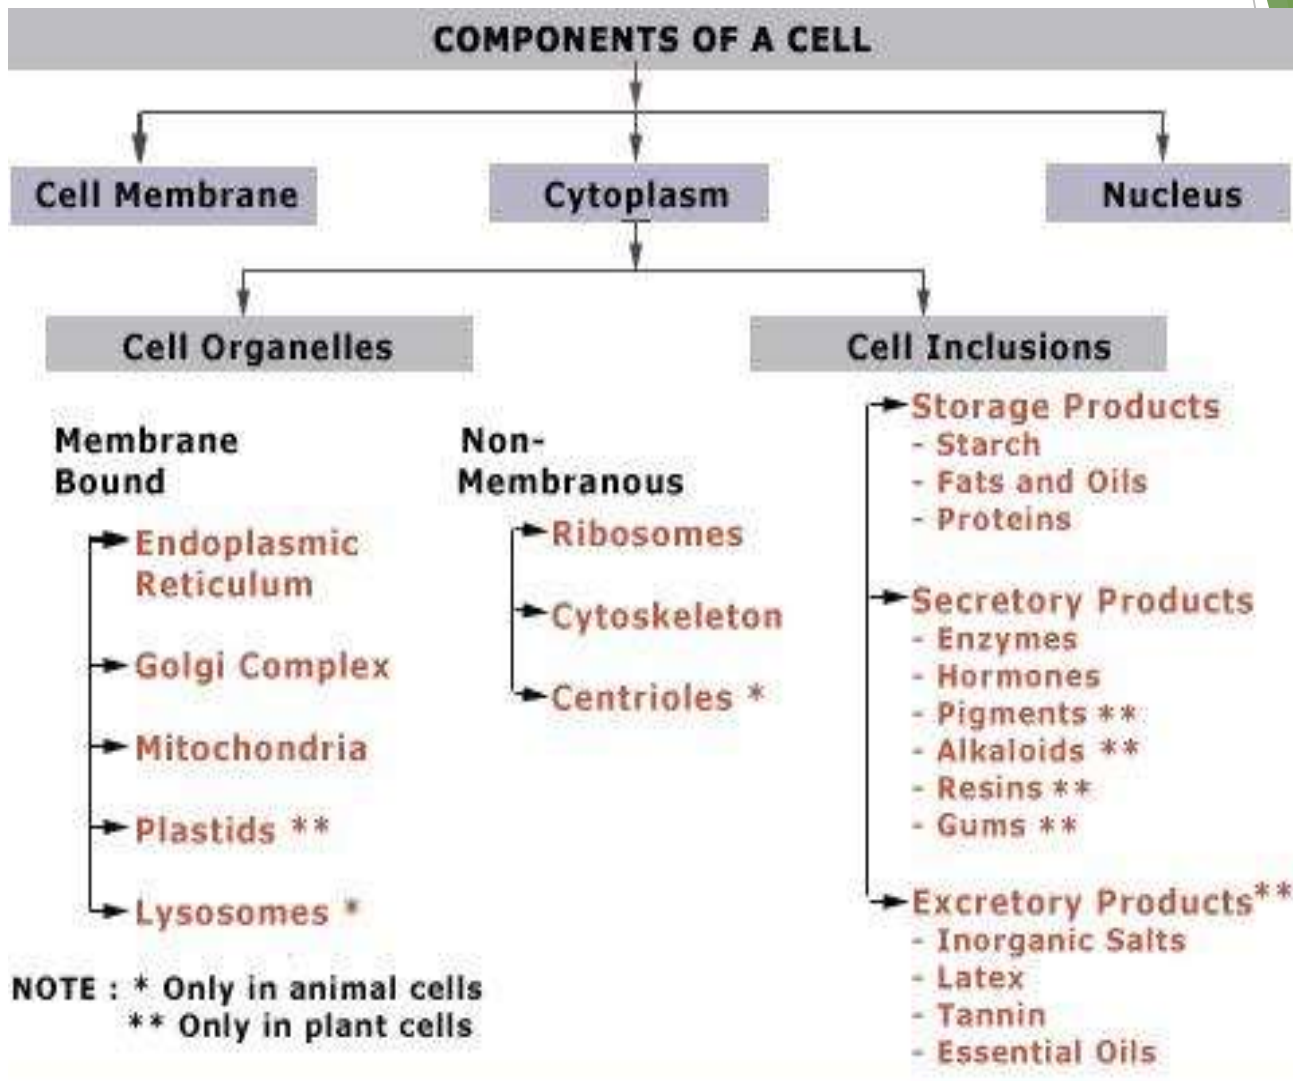 COMPONENTS OF A CELL
Cell Membrane
Cytoplasm
Nucleus
Cell Organelles
Cell Inclusions
Membrane
Bound
Endoplasmic
Reticulum
Golgi Complex
Mitochondria
Plastids **
Lysosomes *
Non-
Membranous
Ribosomes
Cytoskeleton
Centrioles *
Storage Products
- Starch
- Fats and Oils
- Proteins
Secretory Products
- Enzymes
- Hormones
- Pigments **
- Alkaloids **
- Resins **
- Gums **
Excretory Products**
- Inorganic Salts
- Latex
- Tannin
- Essential Oils
NOTE : * Only in animal cells
** Only in plant cells